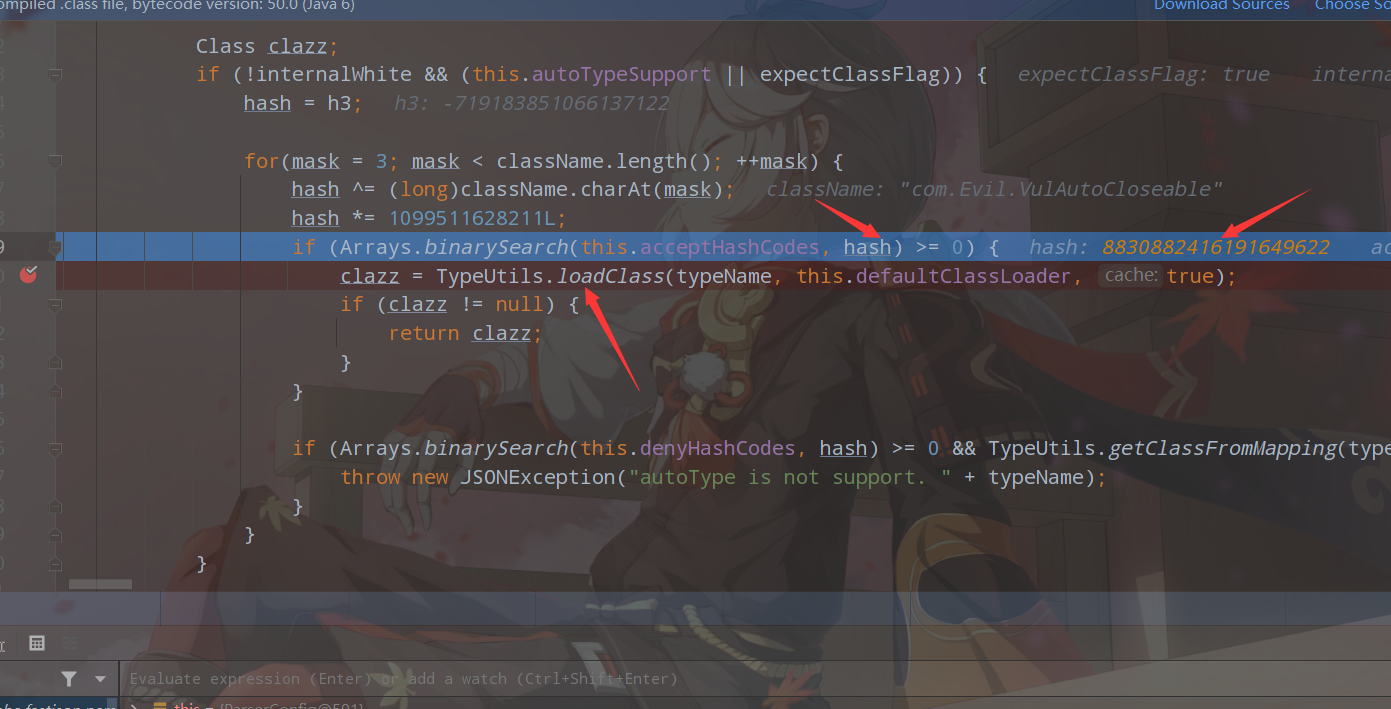 ompiled .class file, bytecode version: 50.0 (Java 6) Download Sources Choose So
Class clazz;
if (!internalWhite && (this.autoTypeSupport || expectClassFlag)) { expectClassFlag: true interna
hash = h3; h3: -719183851066137122
for(mask = 3; mask < className.length(); ++mask) {
hash ^= (long)className.charAt(mask); className: "com.Evil.VulAutoCloseable"
hash *= 1099511628211L;
if (Arrays.binarySearch(this.acceptHashCodes, hash) >= 0) { hash: 8830882416191649622 ac
clazz = TypeUtils.loadClass(typeName, this.defaultClassLoader, cache: true);
if (clazz != null) {
return clazz;
}
}
if (Arrays.binarySearch(this.denyHashCodes, hash) >= 0 && TypeUtils.getClassFromMapping(type
throw new JSONException("autoType is not support. " + typeName);
}
}
}
Evaluate expression (Enter) or add a watch (Ctrl+Shift+Enter)
this = {ParserConfig@591}